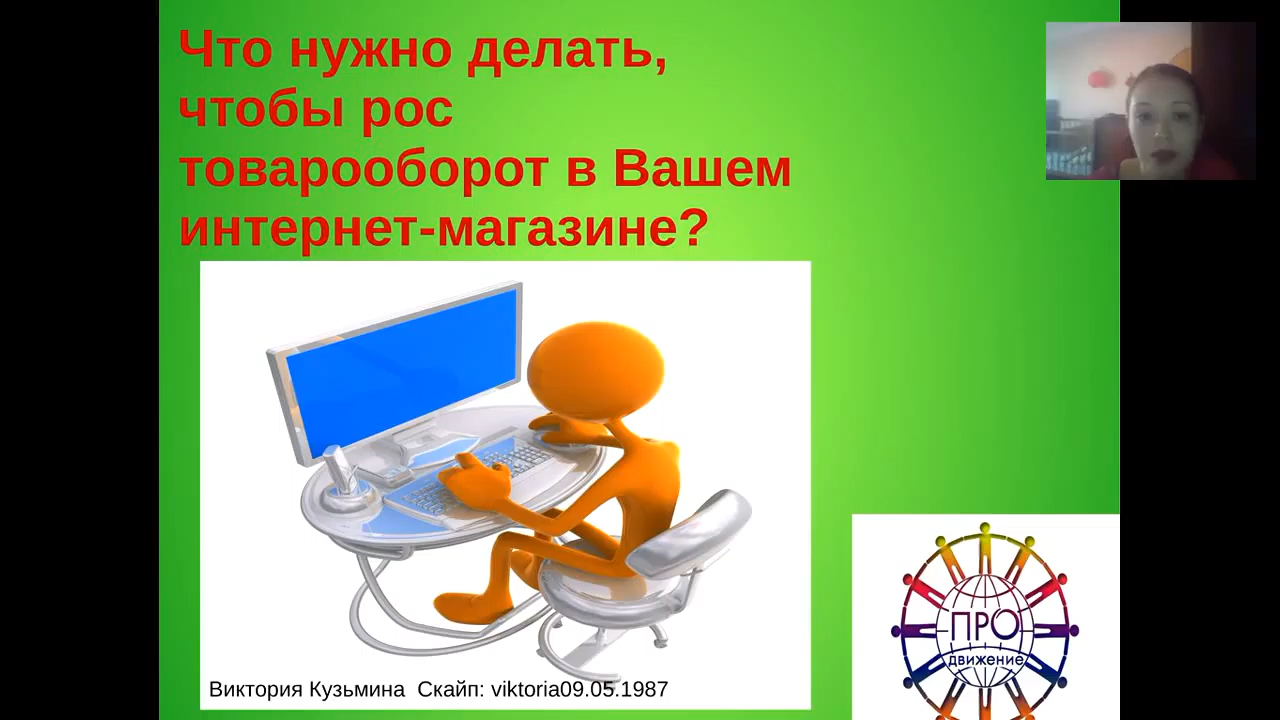 Что нужно делать,
чтобы рос
товарооборот в Вашем
интернет-магазине?
Виктория Кузьмина  Скайп: viktoria09.05.1987
ПРО
движение